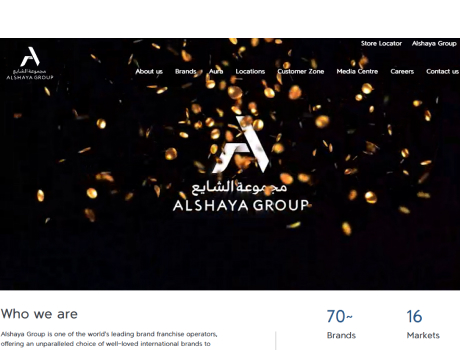 Store Locator Alshaya Group
مجموعة الشايع
ALSHAYA GROUP
About us Brands Aura Locations Customer Zone Media Centre Careers Contact us
مجموعة الشايع
ALSHAYA GROUP
Who we are
70~ 16
Brands Markets
Alshaya Group is one of the world's leading brand franchise operators,
offering an unparalleled choice of well-loved international brands to